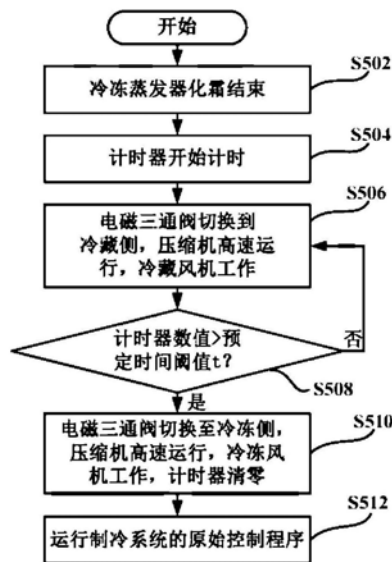 开始
S502
冷冻蒸发器化霜结束
S504
计时器开始计时
S506
电磁三通阀切换到
冷藏侧，压缩机高速运
行，冷藏风机工作
计时器数值>预
定时间阈值t？
否
S508
是
S510
电磁三通阀切换至冷冻侧，
压缩机高速运行，冷冻风
机工作，计时器清零
S512
运行制冷系统的原始控制程序